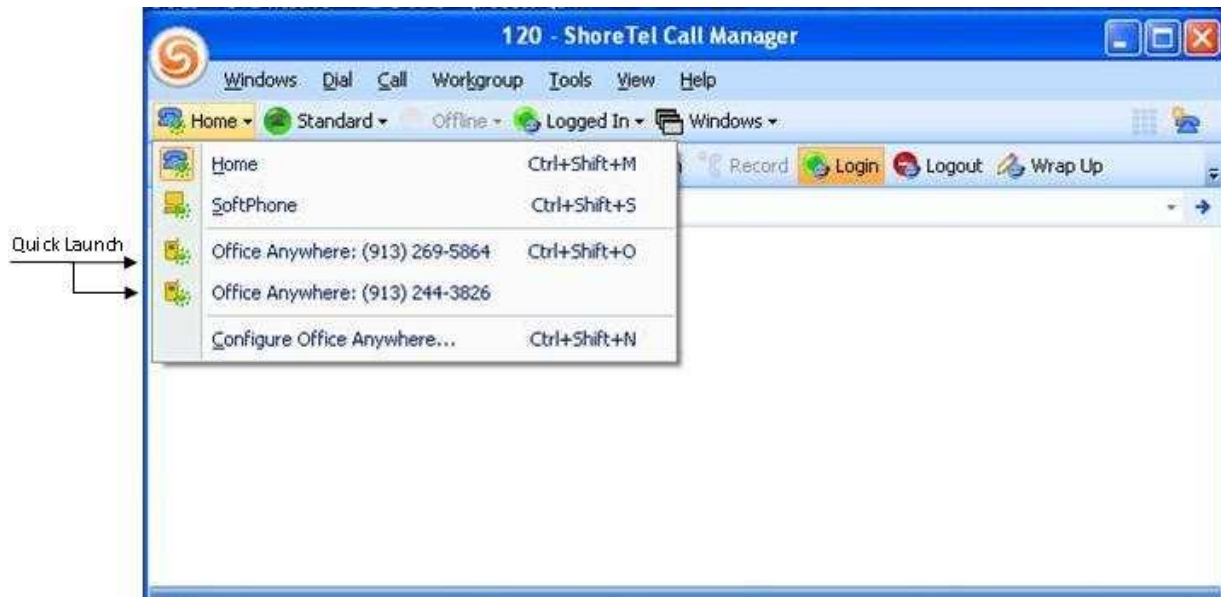 120 - ShoreTel Call Manager
Windows Dial Call Workgroup Tools View Help
Home Standard Offline Logged In Windows
Record Login Logout Wrap Up
Home Ctrl+Shift+M
SoftPhone Ctrl+Shift+S
Quick Launch
Office Anywhere: (913) 269-5864 Ctrl+Shift+O
Office Anywhere: (913) 244-3826
Configure Office Anywhere... Ctrl+Shift+N